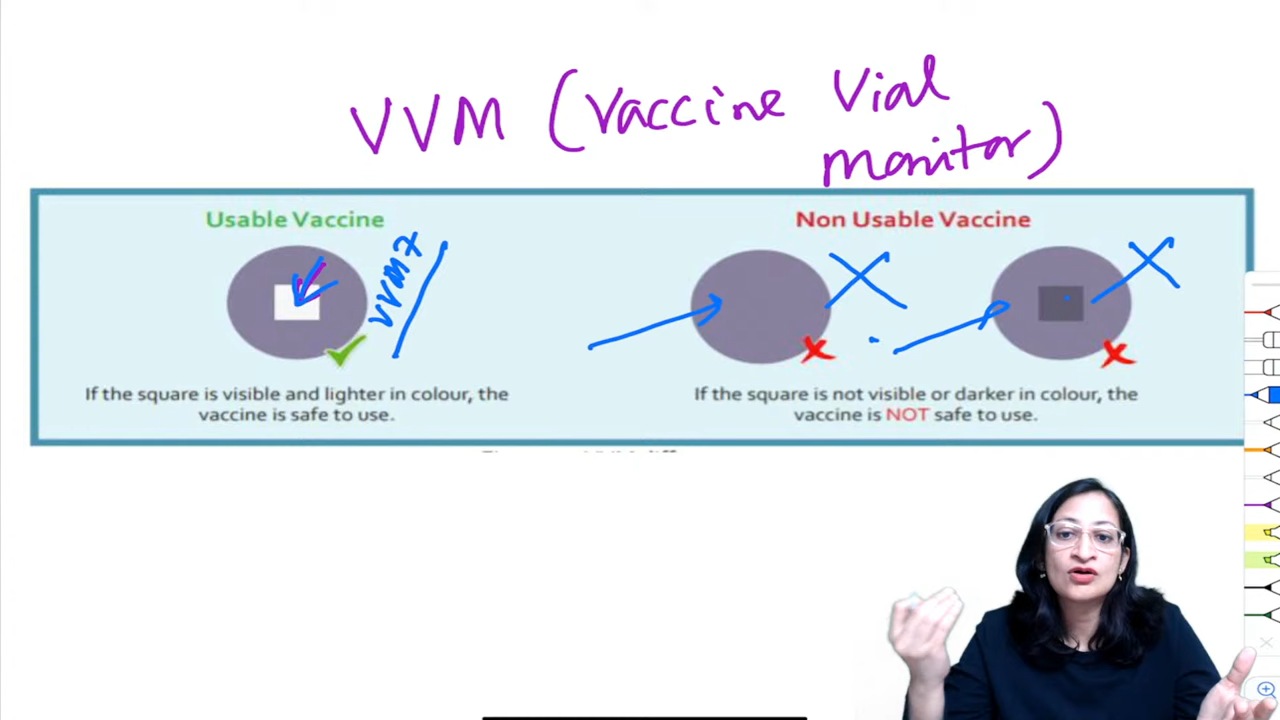 VVM (Vaccine Vial
monitor)
Usable Vaccine
VVM7
If the square is visible and lighter in colour, the
vaccine is safe to use.
Non Usable Vaccine
If the square is not visible or darker in colour, the
vaccine is NOT safe to use.